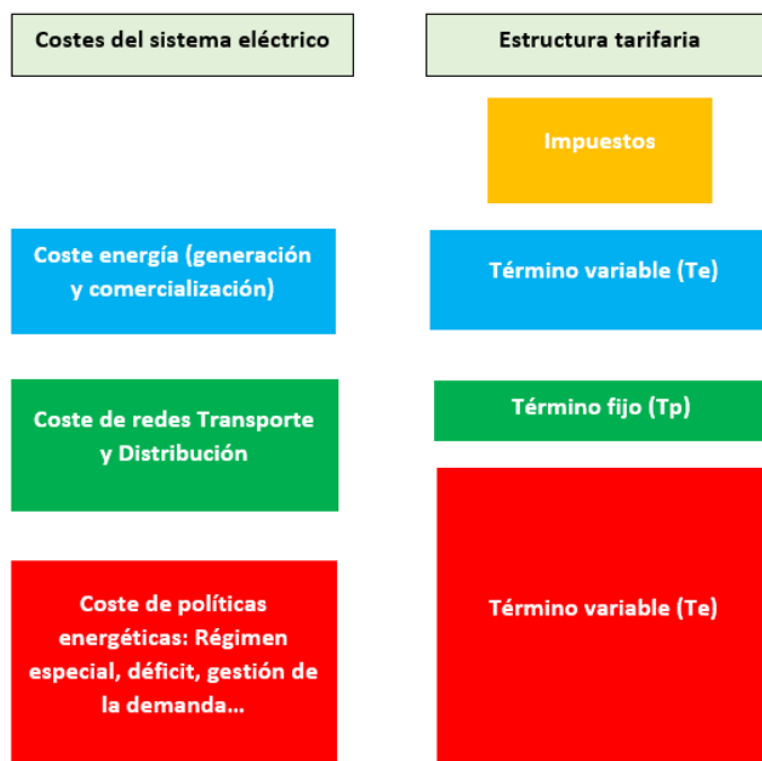 Costes del sistema eléctrico
Estructura tarifaria
Impuestos
Coste energía (generación
y comercialización)
Término variable (Te)
Coste de redes Transporte
y Distribución
Término fijo (Tp)
Coste de políticas
energéticas: Régimen
especial, déficit, gestión de
la demanda...
Término variable (Te)